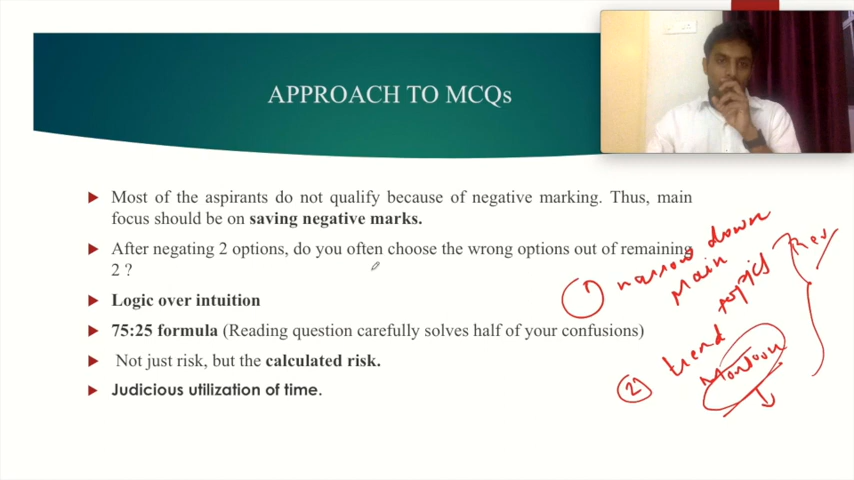 APPROACH TO MCQs
Most of the aspirants do not qualify because of negative marking. Thus, main
focus should be on saving negative marks.
After negating 2 options, do you often choose the wrong options out of remaining
2 ?
Logic over intuition
75:25 formula (Reading question carefully solves half of your confusions)
Not just risk, but the calculated risk.
Judicious utilization of time.
1 narrow down
Main
topics
Rev
2 trend